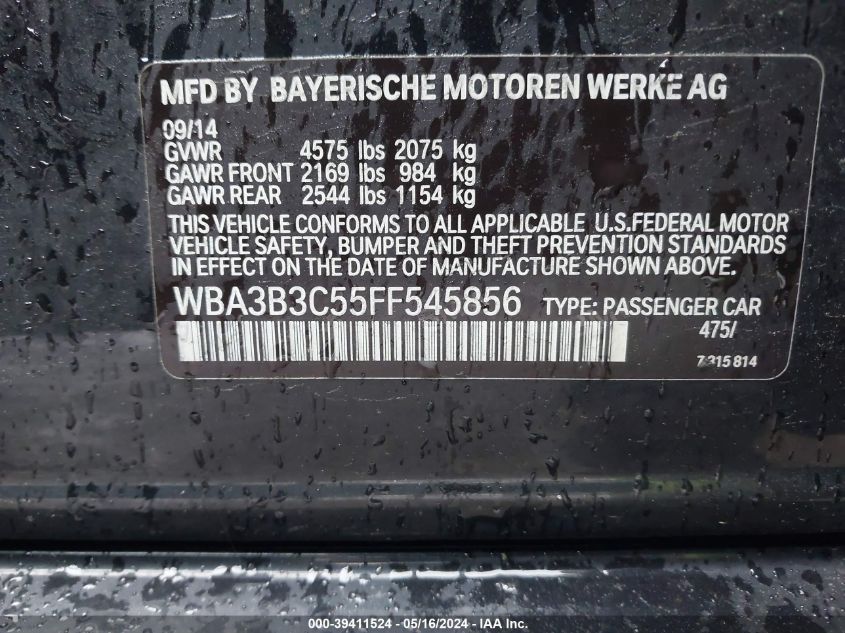 MFD BY BAYERISCHE MOTOREN WERKE AG
09/14
GVWR 4575 lbs 2075 kg
GAWR FRONT 2169 lbs 984 kg
GAWR REAR 2544 lbs 1154 kg
THIS VEHICLE CONFORMS TO ALL APPLICABLE U.S.FEDERAL MOTOR
VEHICLE SAFETY, BUMPER AND THEFT PREVENTION STANDARDS
IN EFFECT ON THE DATE OF MANUFACTURE SHOWN ABOVE.
WBA3B3C55FF545856 TYPE: PASSENGER CAR
475/
7315814
000-39411524 - 05/16/2024 - IAA Inc.